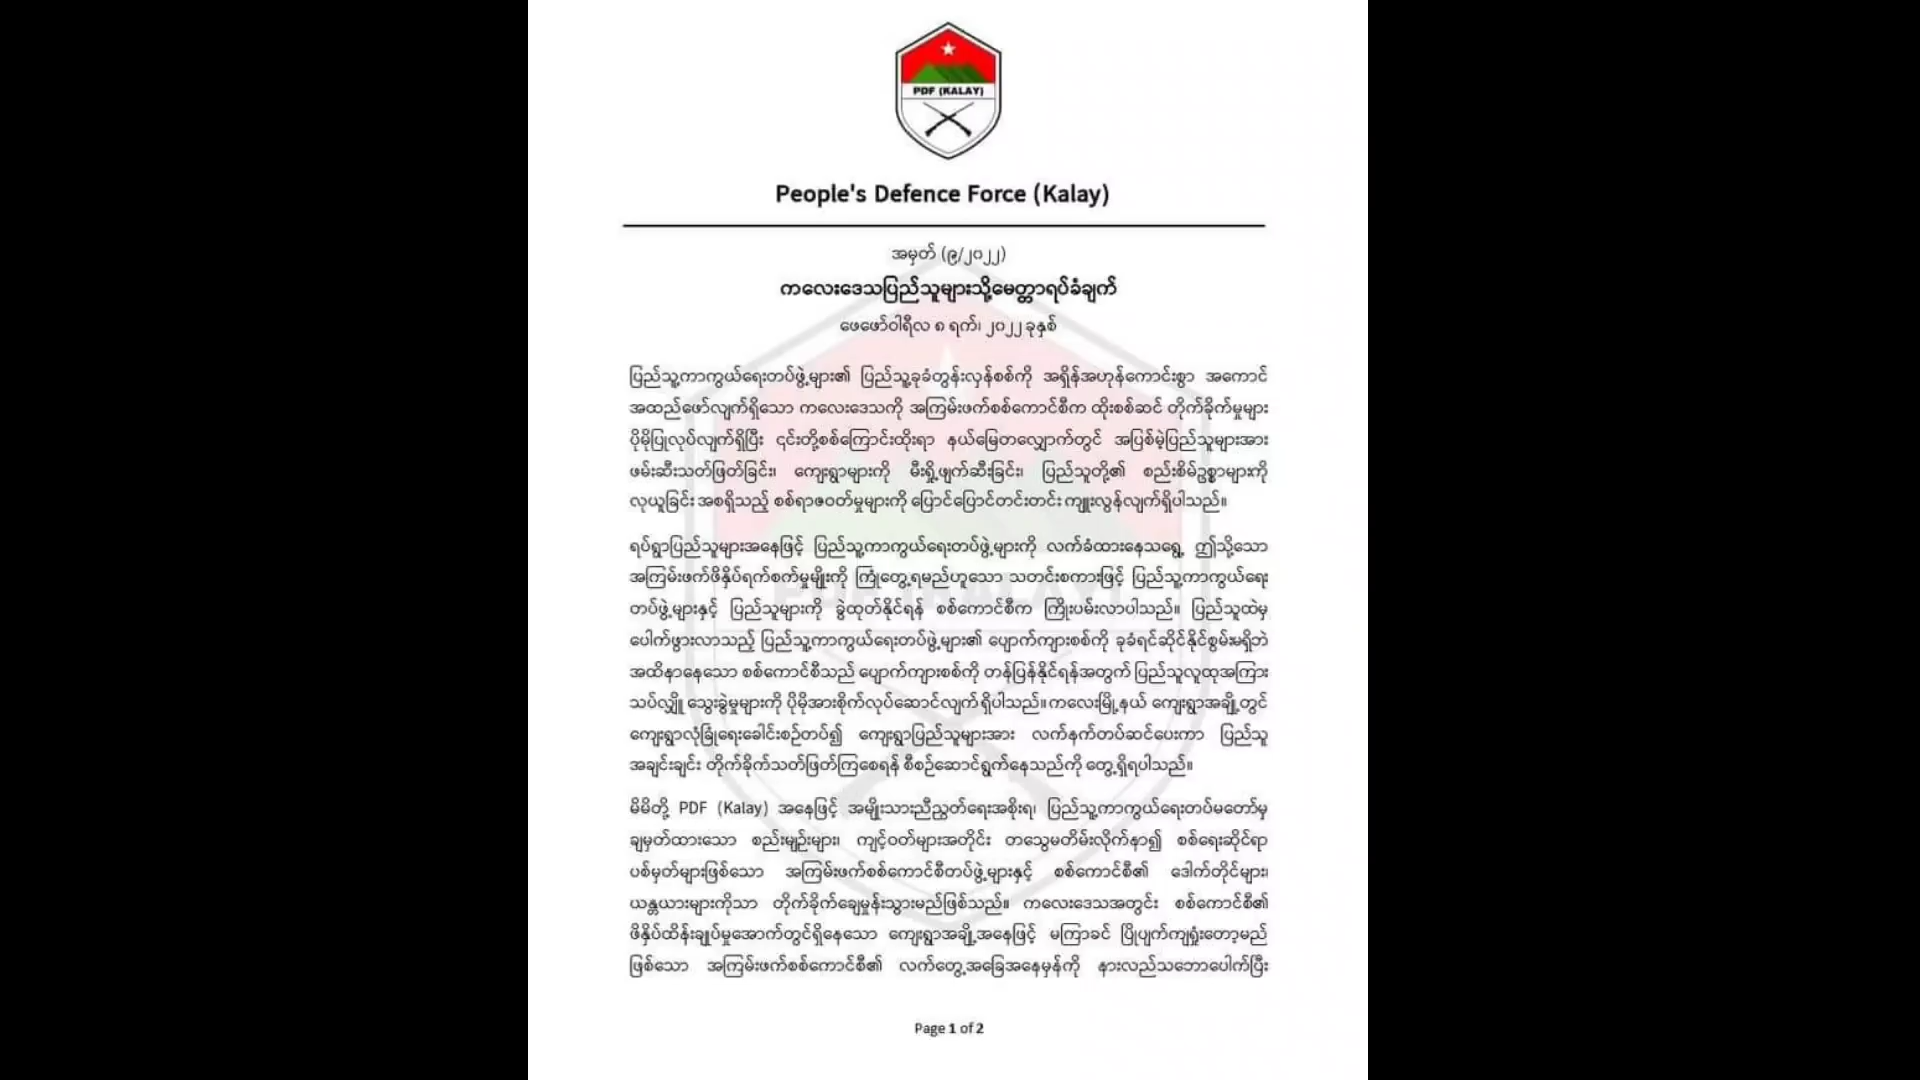 PDF (KALAY)
People's Defence Force (Kalay)
အမှတ် (၉/၂၀၂၂)
ကလေးဒေသပြည်သူများသို့မေတ္တာရပ်ခံချက်
ဖေဖော်ဝါရီလ ၈ ရက်၊ ၂၀၂၂ ခုနှစ်
ပြည်သူ့ကာကွယ်ရေးတပ်ဖွဲ့များ၏ ပြည်သူ့ခုခံတွန်းလှန်စစ်ကို အရှိန်အဟုန်ကောင်းစွာ အကောင်
အထည်ဖော်လျက်ရှိသော ကလေးဒေသကို အကြမ်းဖက်စစ်ကောင်စီက ထိုးစစ်ဆင် တိုက်ခိုက်မှုများ
ပိုမိုပြုလုပ်လျက်ရှိပြီး ၎င်းတို့စစ်ကြောင်းထိုးရာ နယ်မြေတလျှောက်တွင် အပြစ်မဲ့ပြည်သူများအား
ဖမ်းဆီးသတ်ဖြတ်ခြင်း၊ ကျေးရွာများကို မီးရှို့ဖျက်ဆီးခြင်း၊ ပြည်သူတို့၏ စည်းစိမ်ဥစ္စာများကို
လုယူခြင်း အစရှိသည့် စစ်ရာဇဝတ်မှုများကို ပြောင်ပြောင်တင်းတင်း ကျူးလွန်လျက်ရှိပါသည်။
ရပ်ရွာပြည်သူများအနေဖြင့် ပြည်သူ့ကာကွယ်ရေးတပ်ဖွဲ့များကို လက်ခံထားနေသရွေ့ ဤသို့သော
အကြမ်းဖက်ဖိနှိပ်ရက်စက်မှုမျိုးကို ကြုံတွေ့ရမည်ဟူသော သတင်းစကားဖြင့် ပြည်သူ့ကာကွယ်ရေး
တပ်ဖွဲ့များနှင့် ပြည်သူများကို ခွဲထုတ်နိုင်ရန် စစ်ကောင်စီက ကြိုးပမ်းလာပါသည်။ ပြည်သူထဲမှ
ပေါက်ဖွားလာသည့် ပြည်သူ့ကာကွယ်ရေးတပ်ဖွဲ့များ၏ ပျောက်ကျားစစ်ကို ခုခံရင်ဆိုင်နိုင်စွမ်းမရှိဘဲ
အထိနာနေသော စစ်ကောင်စီသည် ပျောက်ကျားစစ်ကို တန်ပြန်နိုင်ရန်အတွက် ပြည်သူလူထုအကြား
သပ်လျှို သွေးခွဲမှုများကို ပိုမိုအားစိုက်လုပ်ဆောင်လျက်ရှိပါသည်။ ကလေးမြို့နယ် ကျေးရွာအချို့တွင်
ကျေးရွာလုံခြုံရေးခေါင်းစဉ်တပ်၍ ကျေးရွာပြည်သူများအား လက်နက်တပ်ဆင်ပေးကာ ပြည်သူ
အချင်းချင်း တိုက်ခိုက်သတ်ဖြတ်ကြစေရန် စီစဉ်ဆောင်ရွက်နေသည်ကို တွေ့ရှိရပါသည်။
မိမိတို့ PDF (Kalay) အနေဖြင့် အမျိုးသားညီညွတ်ရေးအစိုးရ၊ ပြည်သူ့ကာကွယ်ရေးတပ်မတော်မှ
ချမှတ်ထားသော စည်းမျဉ်းများ၊ ကျင့်ဝတ်များအတိုင်း တသွေမတိမ်းလိုက်နာ၍ စစ်ရေးဆိုင်ရာ
ပစ်မှတ်များဖြစ်သော အကြမ်းဖက်စစ်ကောင်စီတပ်ဖွဲ့များနှင့် စစ်ကောင်စီ၏ ဒေါက်တိုင်များ၊
ယန္တယားများကိုသာ တိုက်ခိုက်ချေမှုန်းသွားမည်ဖြစ်သည်။ ကလေးဒေသအတွင်း စစ်ကောင်စီ၏
ဖိနှိပ်ထိန်းချုပ်မှုအောက်တွင်ရှိနေသော ကျေးရွာအချို့အနေဖြင့် မကြာခင် ပြိုပျက်ကျရှုံးတော့မည်
ဖြစ်သော အကြမ်းဖက်စစ်ကောင်စီ၏ လက်တွေ့အခြေအနေမှန်ကို နားလည်သဘောပေါက်ပြီး
Page 1 of 2